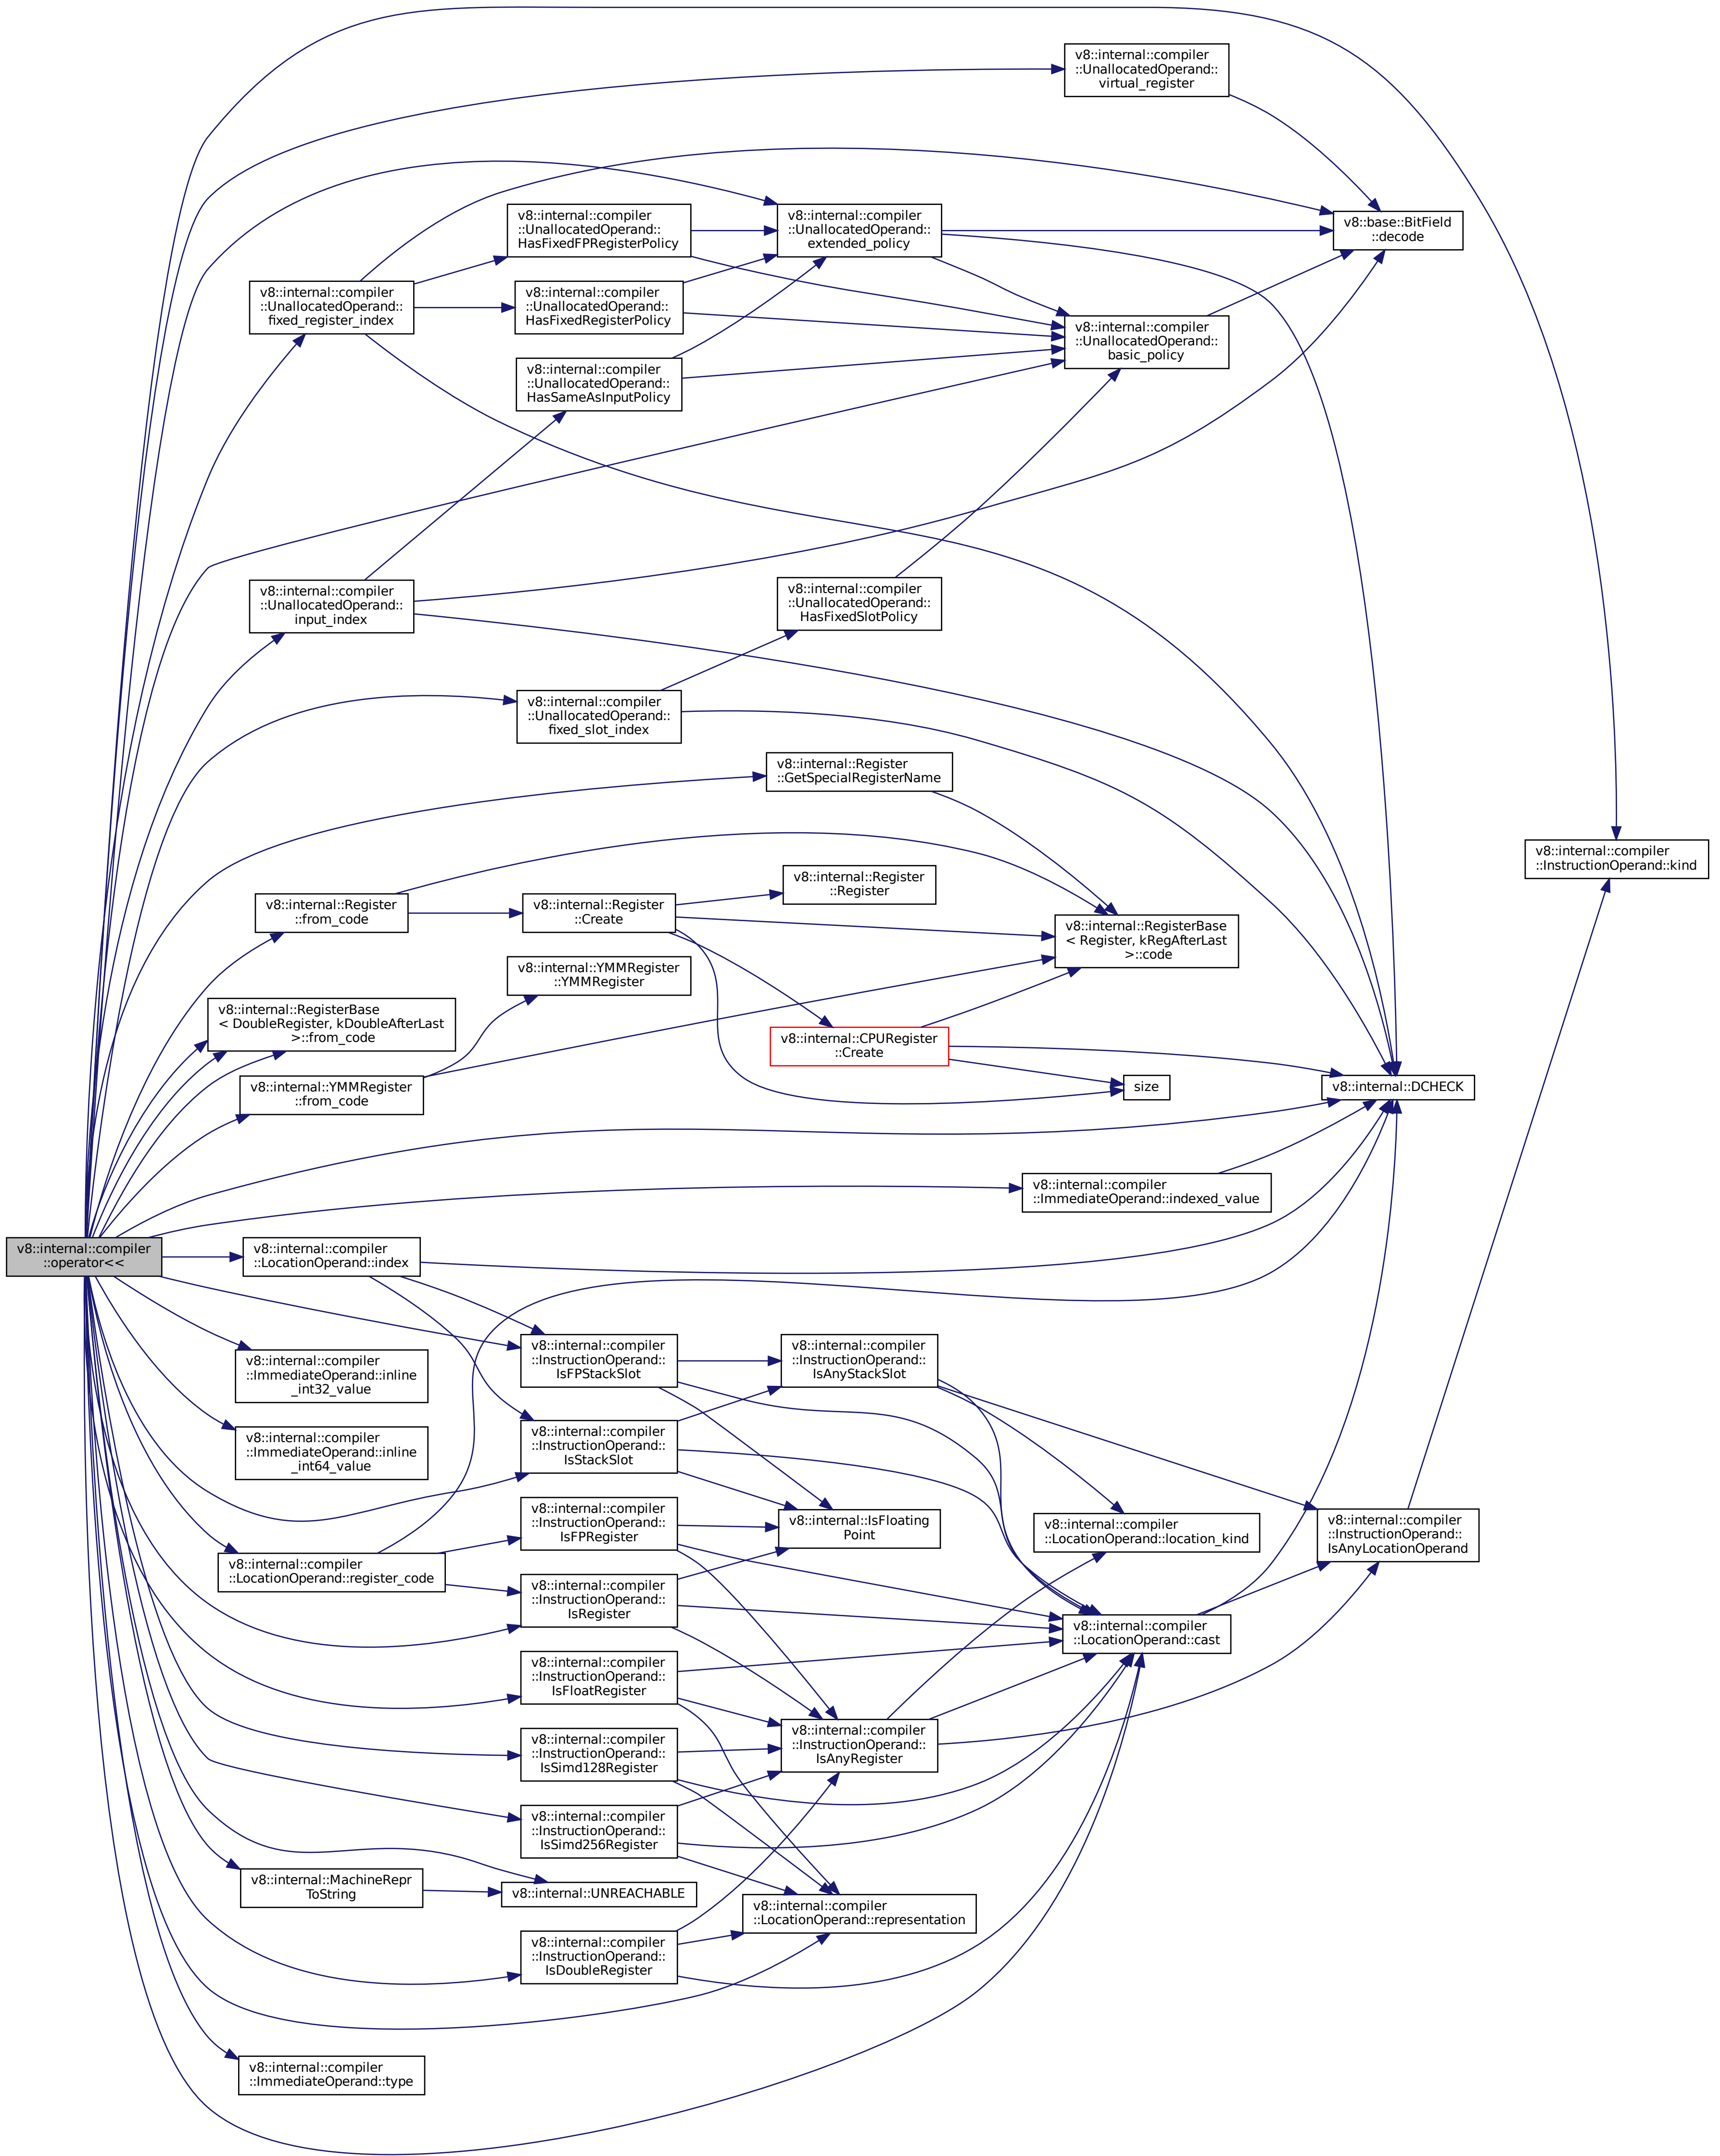 v8::internal::compiler
::UnallocatedOperand::
virtual_register
v8::internal::compiler
::UnallocatedOperand::
HasFixedFPRegisterPolicy
v8::internal::compiler
::UnallocatedOperand::
extended_policy
v8::base::BitField
::decode
v8::internal::compiler
::UnallocatedOperand::
fixed_register_index
v8::internal::compiler
::UnallocatedOperand::
HasFixedRegisterPolicy
v8::internal::compiler
::UnallocatedOperand::
basic_policy
v8::internal::compiler
::UnallocatedOperand::
HasSameAsInputPolicy
v8::internal::compiler
::UnallocatedOperand::
input_index
v8::internal::compiler
::UnallocatedOperand::
HasFixedSlotPolicy
v8::internal::compiler
::UnallocatedOperand::
fixed_slot_index
v8::internal::Register
::GetSpecialRegisterName
v8::internal::compiler
::InstructionOperand::kind
v8::internal::Register
::from_code
v8::internal::Register
::Create
v8::internal::Register
::Register
v8::internal::RegisterBase
< Register, kRegAfterLast
>::code
v8::internal::YMMRegister
::YMMRegister
v8::internal::RegisterBase
< DoubleRegister, kDoubleAfterLast
>::from_code
v8::internal::CPURegister
::Create
v8::internal::YMMRegister
::from_code
size
v8::internal::DCHECK
v8::internal::compiler
::ImmediateOperand::indexed_value
v8::internal::compiler
::operator<<
v8::internal::compiler
::LocationOperand::index
v8::internal::compiler
::ImmediateOperand::inline
_int32_value
v8::internal::compiler
::InstructionOperand::
IsFPStackSlot
v8::internal::compiler
::InstructionOperand::
IsAnyStackSlot
v8::internal::compiler
::ImmediateOperand::inline
_int64_value
v8::internal::compiler
::InstructionOperand::
IsStackSlot
v8::internal::compiler
::InstructionOperand::
IsFPRegister
v8::internal::IsFloating
Point
v8::internal::compiler
::LocationOperand::location_kind
v8::internal::compiler
::InstructionOperand::
IsAnyLocationOperand
v8::internal::compiler
::LocationOperand::register_code
v8::internal::compiler
::InstructionOperand::
IsRegister
v8::internal::compiler
::LocationOperand::cast
v8::internal::compiler
::InstructionOperand::
IsFloatRegister
v8::internal::compiler
::InstructionOperand::
IsAnyRegister
v8::internal::compiler
::InstructionOperand::
IsSimd128Register
v8::internal::compiler
::InstructionOperand::
IsSimd256Register
v8::internal::MachineRepr
ToString
v8::internal::UNREACHABLE
v8::internal::compiler
::LocationOperand::representation
v8::internal::compiler
::InstructionOperand::
IsDoubleRegister
v8::internal::compiler
::ImmediateOperand::type